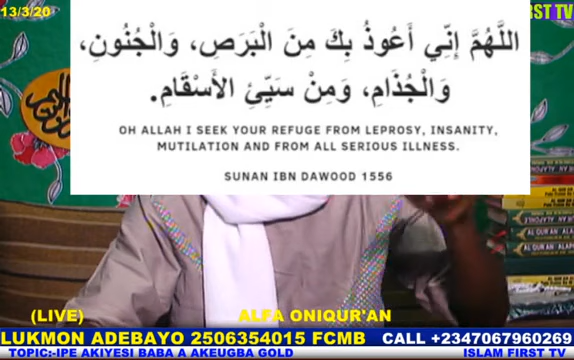 13/3/20
RST TV
اللَّهُمَّ إِنِّي أَعُوذُ بِكَ مِنَ الْبَرَصِ، وَالْجُنُونِ،
وَالْجُذَامِ، وَمِنْ سَيِّئِ الأَسْقَامِ.
OH ALLAH I SEEK YOUR REFUGE FROM LEPROSY, INSANITY,
MUTILATION AND FROM ALL SERIOUS ILLNESS.
SUNAN IBN DAWOOD 1556
(LIVE) ALFA ONIQUR'AN
LUKMON ADEBAYO 2506354015 FCMB CALL +2347067960269
TOPIC:-IPE AKIYESI BABA A AKEUGBA GOLD ISLAM FIRST TV